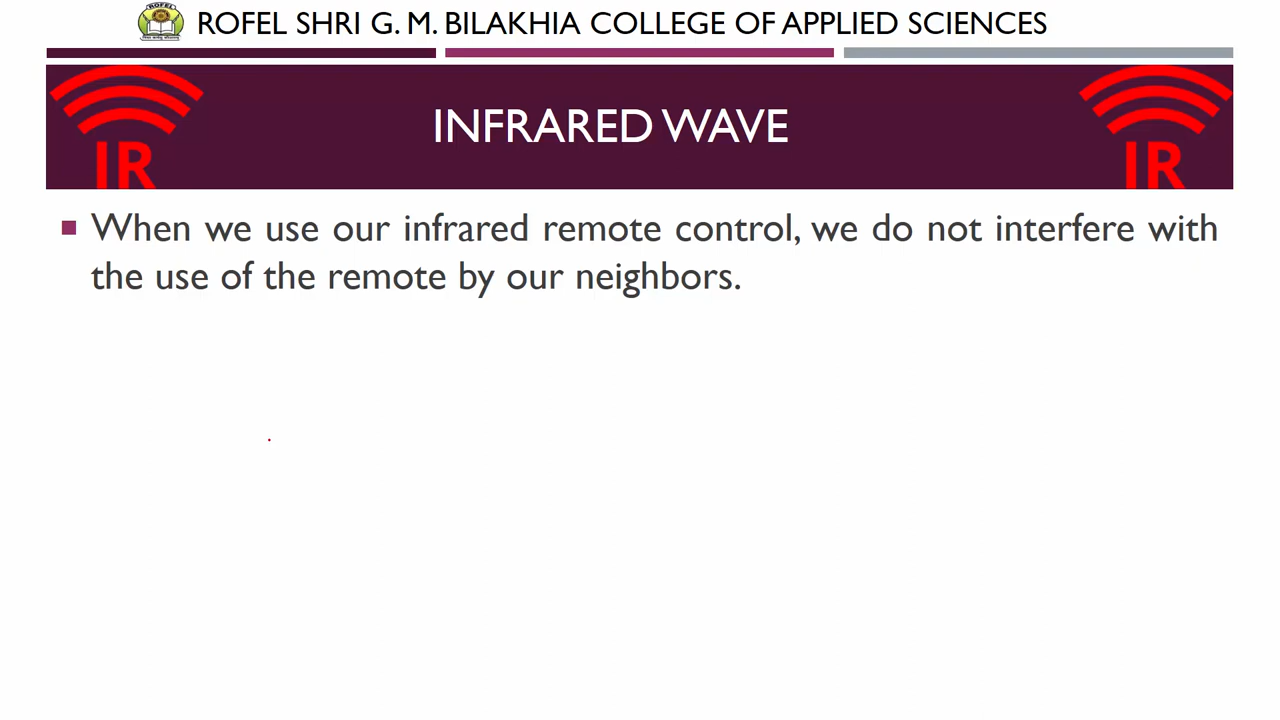 ROFEL
ROFEL SHRI G. M. BILAKHIA COLLEGE OF APPLIED SCIENCES
IR
INFRARED WAVE
IR
When we use our infrared remote control, we do not interfere with
the use of the remote by our neighbors.